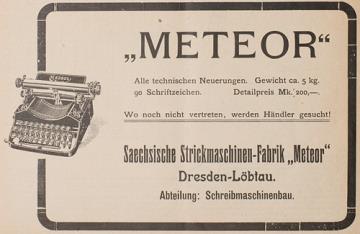 „METEOR“
Alle technischen Neuerungen. Gewicht ca. 5 kg.
90 Schriftzeichen. Detailpreis Mk. 200,—.
Wo noch nicht vertreten, werden Händler gesucht!
Meteor
Saechsische Strickmaschinen-Fabrik „Meteor“
Dresden-Löbtau.
Abteilung: Schreibmaschinenbau.